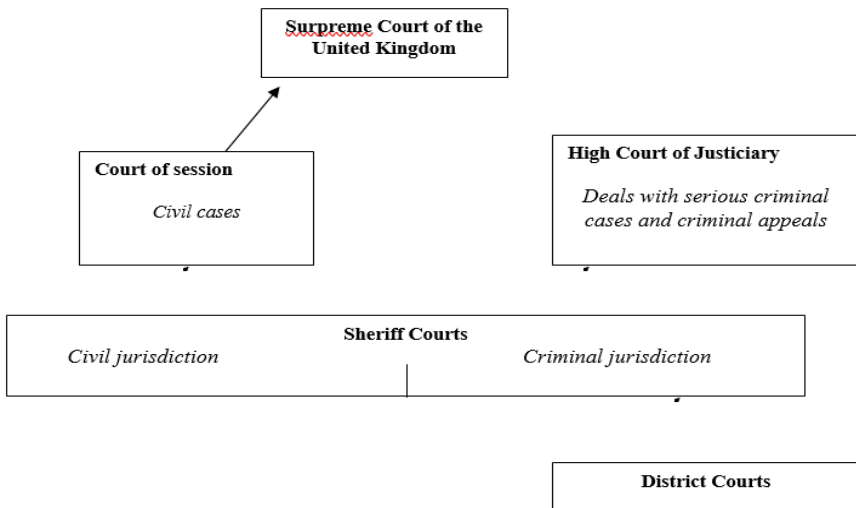 Surpreme Court of the
United Kingdom
Court of session
Civil cases
High Court of Justiciary
Deals with serious criminal
cases and criminal appeals
Sheriff Courts
Civil jurisdiction
Criminal jurisdiction
District Courts